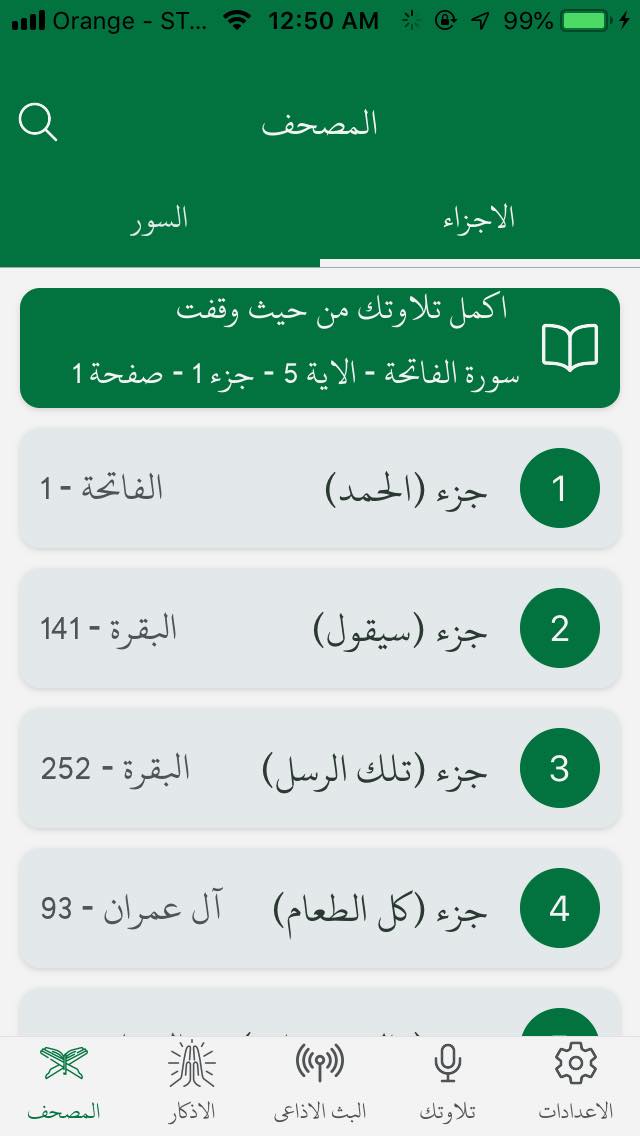 Orange - ST... 12:50 AM 99%
المصحف
الاجزاء السور
اكمل تلاوتك من حيث وقفت
سورة الفاتحة - الاية 5 - جزء 1 - صفحة 1
1 جزء (الحمد) الفاتحة - 1
2 جزء (سيقول) البقرة - 141
3 جزء (تلك الرسل) البقرة - 252
4 جزء (كل الطعام) آل عمران - 93
الاعدادات تلاوتك البث الاذاعى الاذكار المصحف